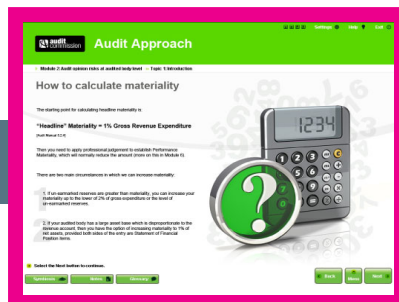 Settings Help Exit
audit commission Audit Approach
Module 2: Audit opinion risks at audited body level - Topic 1: Introduction
How to calculate materiality
The starting point for calculating headline materiality is:
"Headline" Materiality = 1% Gross Revenue Expenditure
Then you need to apply professional judgement to establish Performance
Materiality, which will normally reduce the amount (more on this in Module 6).
There are two main circumstances in which we can increase materiality:
1. If un-earmarked reserves are greater than materiality, you can increase your
materiality up to the lower of 2% of gross expenditure or the level of
un-earmarked reserves.
2. If your audited body has a large asset base which is disproportionate to the
revenue account, then you have the option of increasing materiality to 1% of
net assets, provided both sides of the entry are Statement of Financial
Position items.
1234
Select the Next button to continue.
Notes Glossary
Back Menu Next